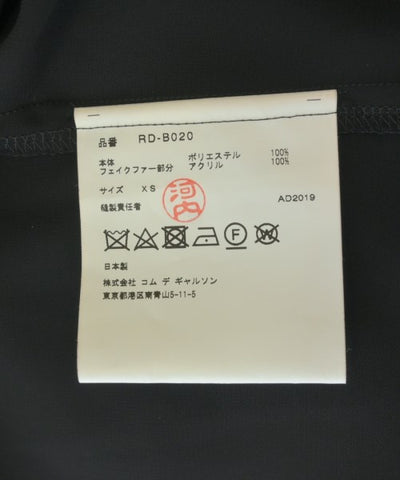 品番 RD-B020
本体 ポリエステル 100%
フェイクファー部分 アクリル 100%
サイズ XS
縫製責任者 河内 AD2019
F W
日本製
株式会社 コム デ ギャルソン
東京都港区南青山5-11-5